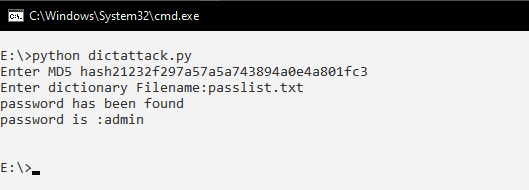 C:\Windows\System32\cmd.exe
E:\>python dictattack.py
Enter MD5 hash21232f297a57a5a743894a0e4a801fc3
Enter dictionary Filename:passlist.txt
password has been found
password is :admin
E:\>